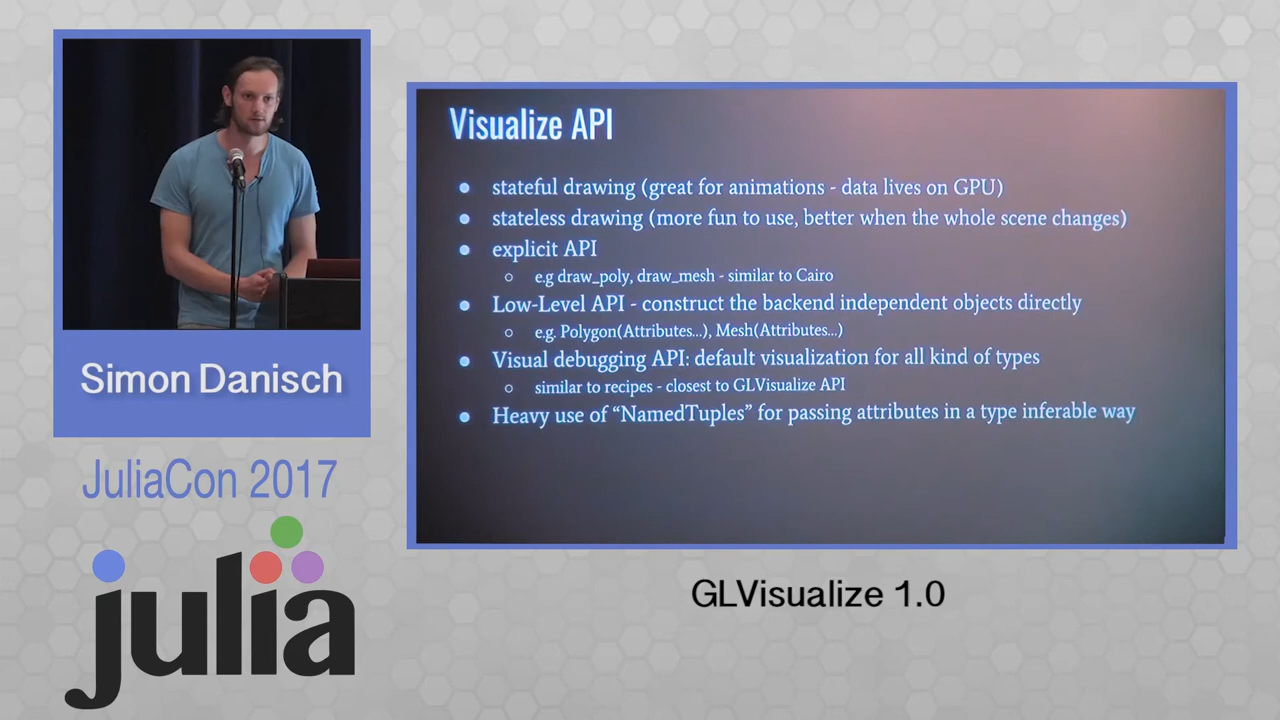 Simon Danisch
JuliaCon 2017
julia
Visualize API
● stateful drawing (great for animations - data lives on GPU)
● stateless drawing (more fun to use, better when the whole scene changes)
● explicit API
○ e.g draw_poly, draw_mesh - similar to Cairo
● Low-Level API - construct the backend independent objects directly
○ e.g. Polygon(Attributes...), Mesh(Attributes...)
● Visual debugging API: default visualization for all kind of types
○ similar to recipes - closest to GLVisualize API
● Heavy use of “NamedTuples” for passing attributes in a type inferable way
GLVisualize 1.0